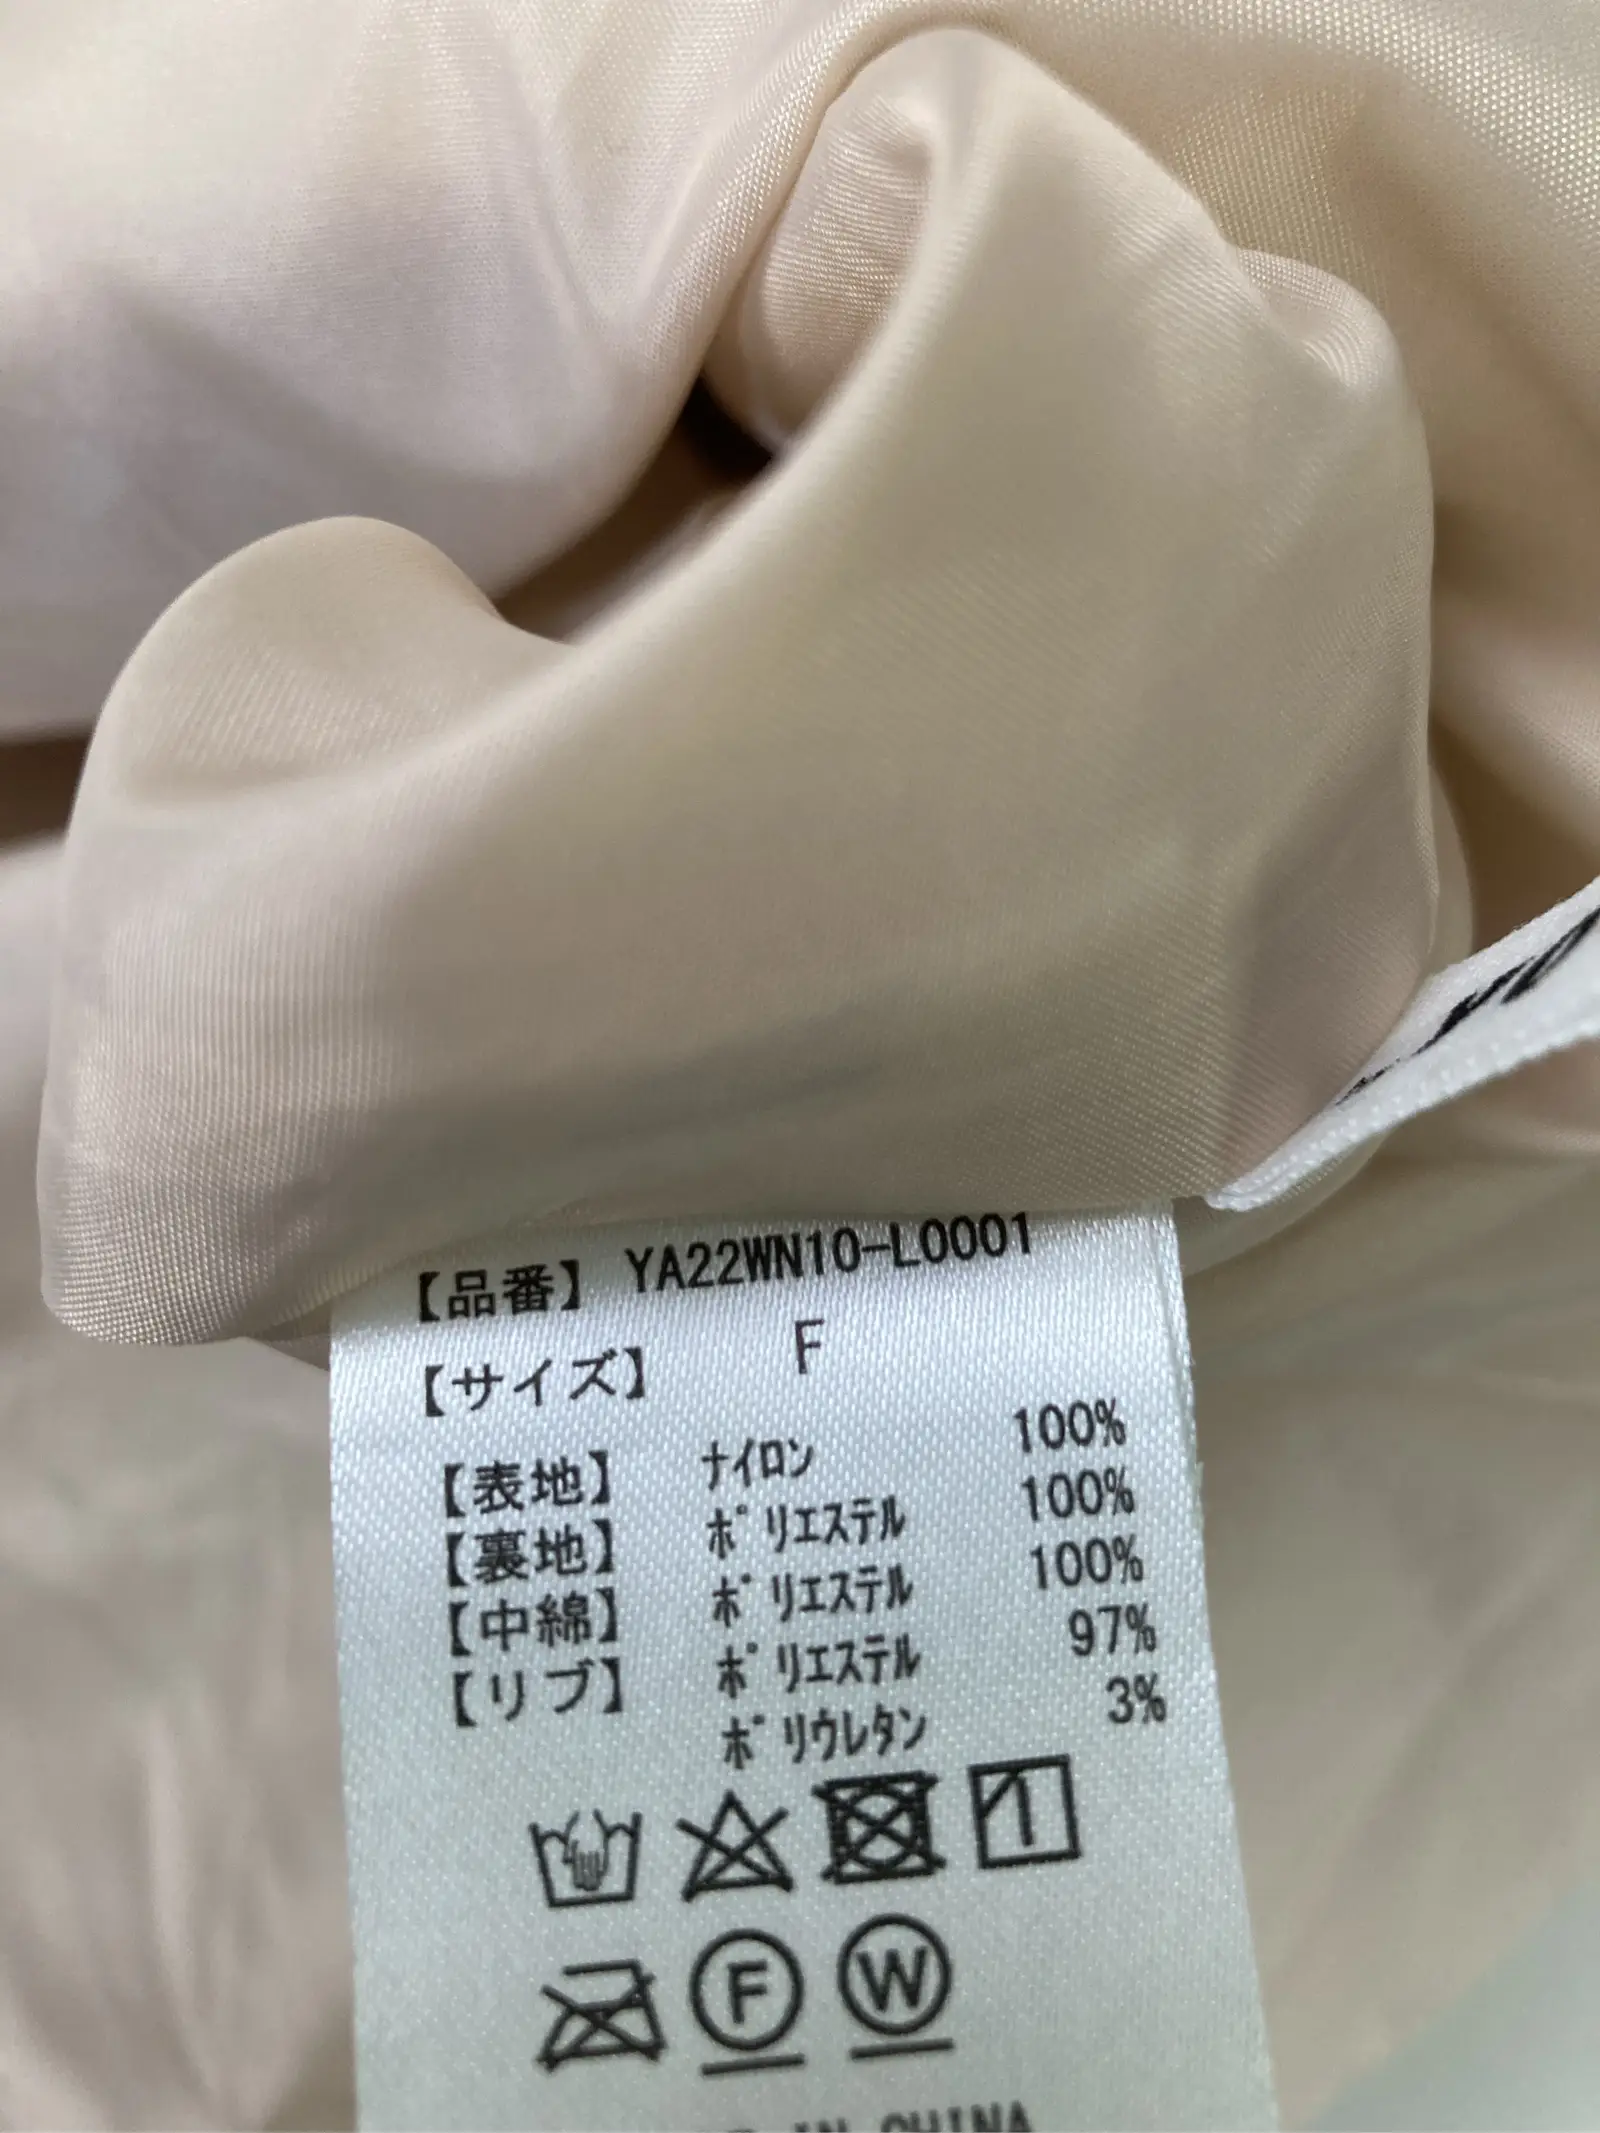 【品番】 YA22WN10-L0001
【サイズ】 F
【表地】 ナイロン 100%
【裏地】 ポリエステル 100%
【中綿】 ポリエステル 100%
【リブ】 ポリエステル 97%
ポリウレタン 3%
F W
IN CHINA